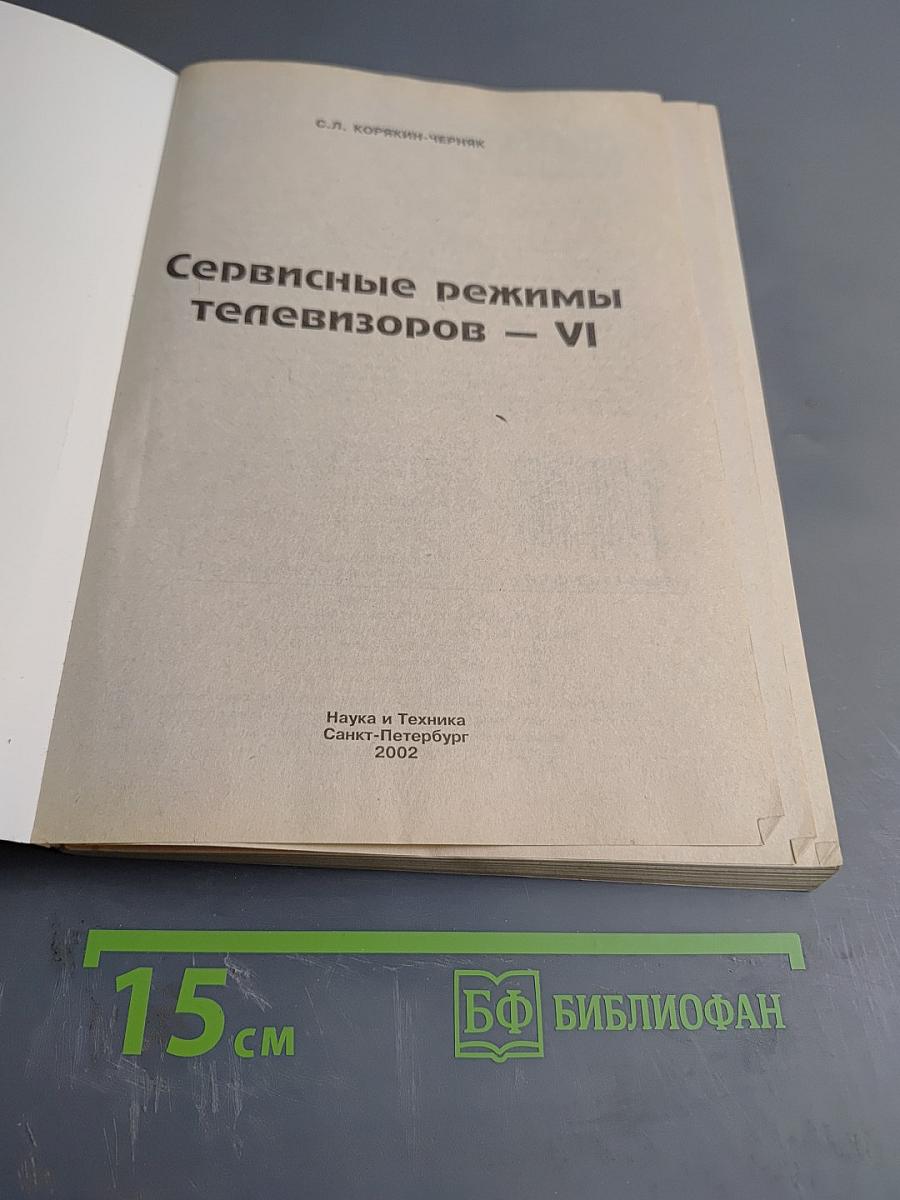 С.Л. КОРЯКИН-ЧЕРНЯК
Сервисные режимы
телевизоров — VI
Наука и Техника
Санкт-Петербург
2002
15 см
БФ БИБЛИОФАН